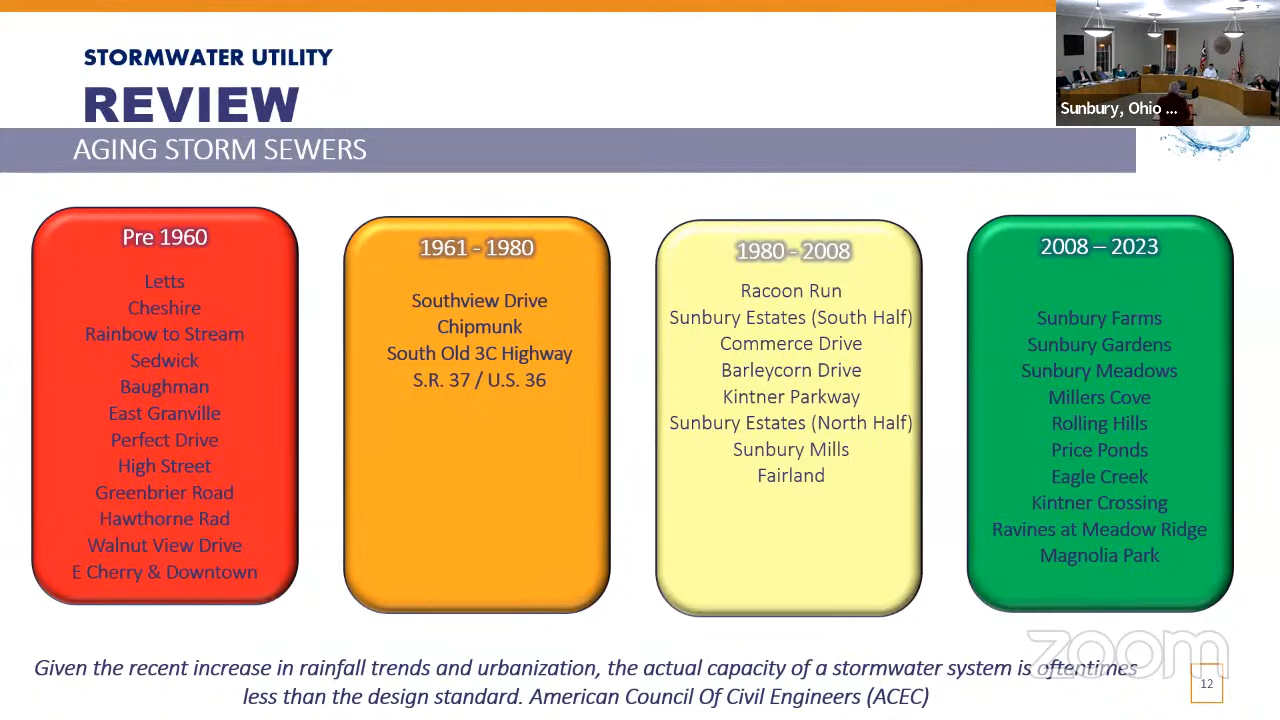 STORMWATER UTILITY
REVIEW
AGING STORM SEWERS
Sunbury, Ohio ...
Pre 1960
Letts
Cheshire
Rainbow to Stream
Sedwick
Baughman
East Granville
Perfect Drive
High Street
Greenbrier Road
Hawthorne Rad
Walnut View Drive
E Cherry & Downtown
1961 - 1980
Southview Drive
Chipmunk
South Old 3C Highway
S.R. 37 / U.S. 36
1980 - 2008
Racoon Run
Sunbury Estates (South Half)
Commerce Drive
Barleycorn Drive
Kintner Parkway
Sunbury Estates (North Half)
Sunbury Mills
Fairland
2008 – 2023
Sunbury Farms
Sunbury Gardens
Sunbury Meadows
Millers Cove
Rolling Hills
Price Ponds
Eagle Creek
Kintner Crossing
Ravines at Meadow Ridge
Magnolia Park
Given the recent increase in rainfall trends and urbanization, the actual capacity of a stormwater system is oftentimes
less than the design standard. American Council Of Civil Engineers (ACEC)
zoom
12